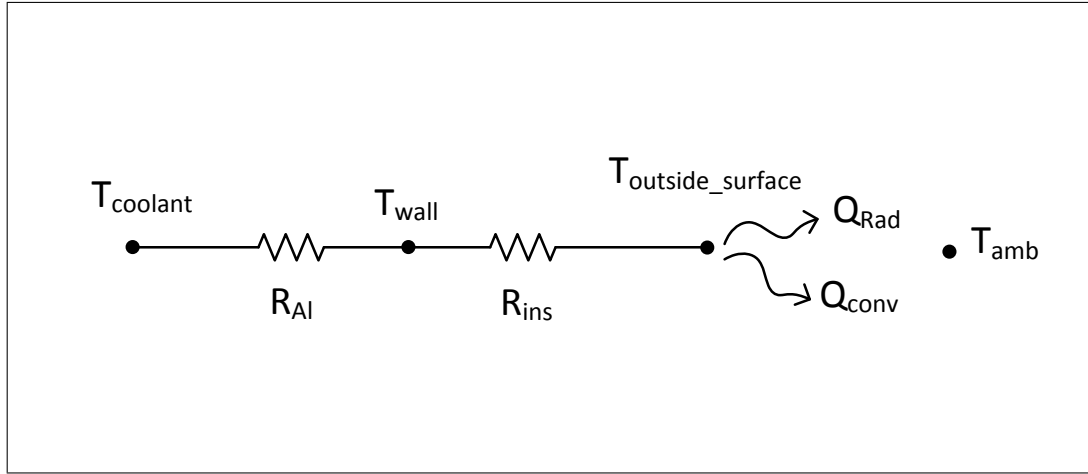 T_coolant
T_wall
T_outside_surface
Q_Rad
T_amb
R_Al
R_ins
Q_conv